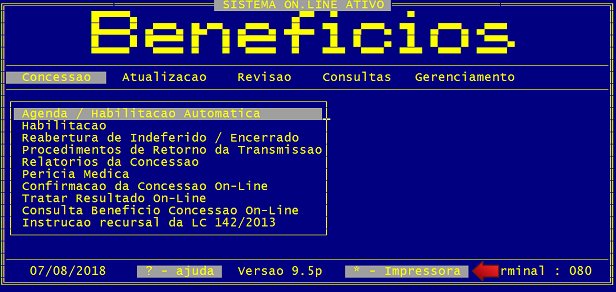 SISTEMA ON.LINE ATIVO
Beneficios
Concessao Atualizacao Revisao Consultas Gerenciamento
Agenda / Habilitacao Automatica
Habilitacao
Reabertura de Indeferido / Encerrado
Procedimentos de Retorno da Transmissao
Relatorios da Concessao
Pericia Medica
Confirmacao da Concessao On-Line
Tratar Resultado On-Line
Consulta Beneficio Concessao On-Line
Instrucao recursal da LC 142/2013
07/08/2018 ? - ajuda Versao 9.5p * - Impressora rminal : 080